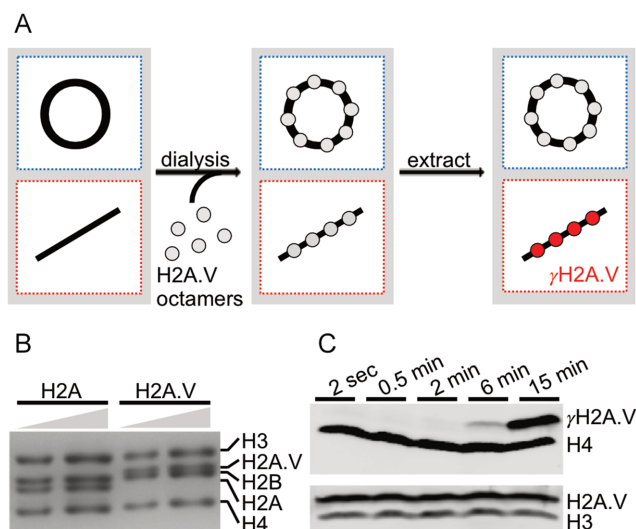 A
dialysis
extract
H2A.V
octamers
γH2A.V
B
H2A
H2A.V
H3
H2A.V
H2B
H2A
H4
C
2 sec
0.5 min
2 min
6 min
15 min
γH2A.V
H4
H2A.V
H3